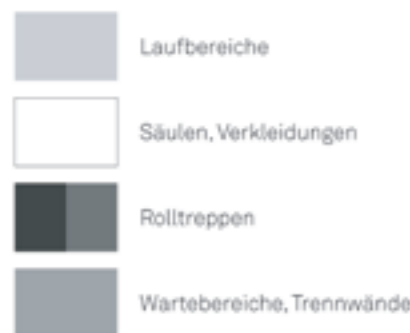 Laufbereiche
Säulen, Verkleidungen
Rolltreppen
Wartebereiche, Trennwände